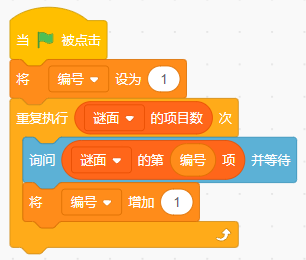 当 被点击
将 编号 设为 1
重复执行 谜面 的项目数 次
询问 谜面 的第 编号 项 并等待
将 编号 增加 1